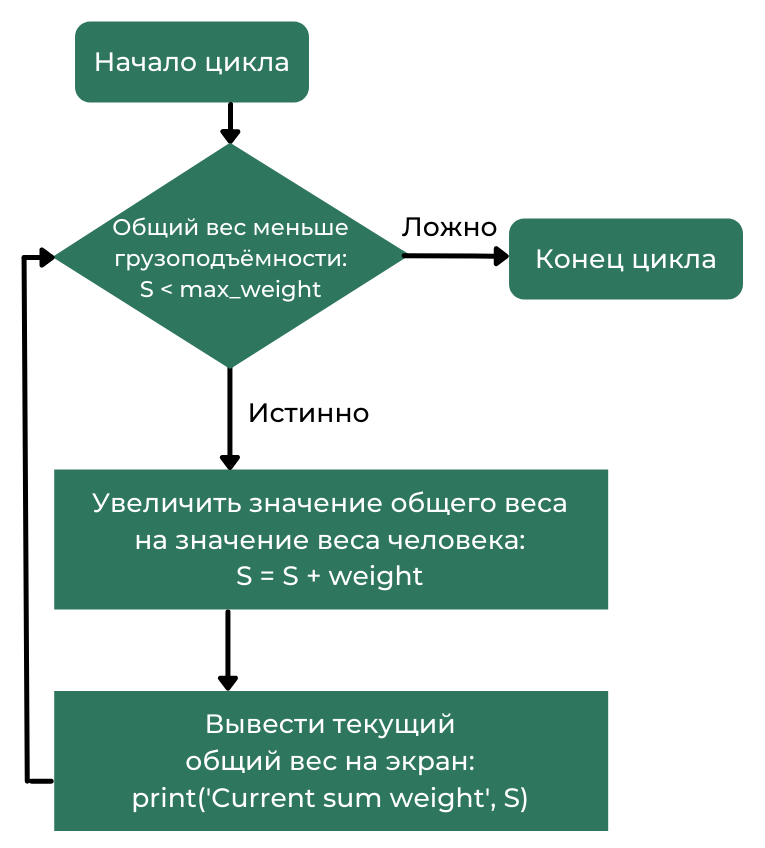 Начало цикла
Общий вес меньше
грузоподъёмности:
S < max_weight
Ложно
Конец цикла
Истинно
Увеличить значение общего веса
на значение веса человека:
S = S + weight
Вывести текущий
общий вес на экран:
print('Current sum weight', S)